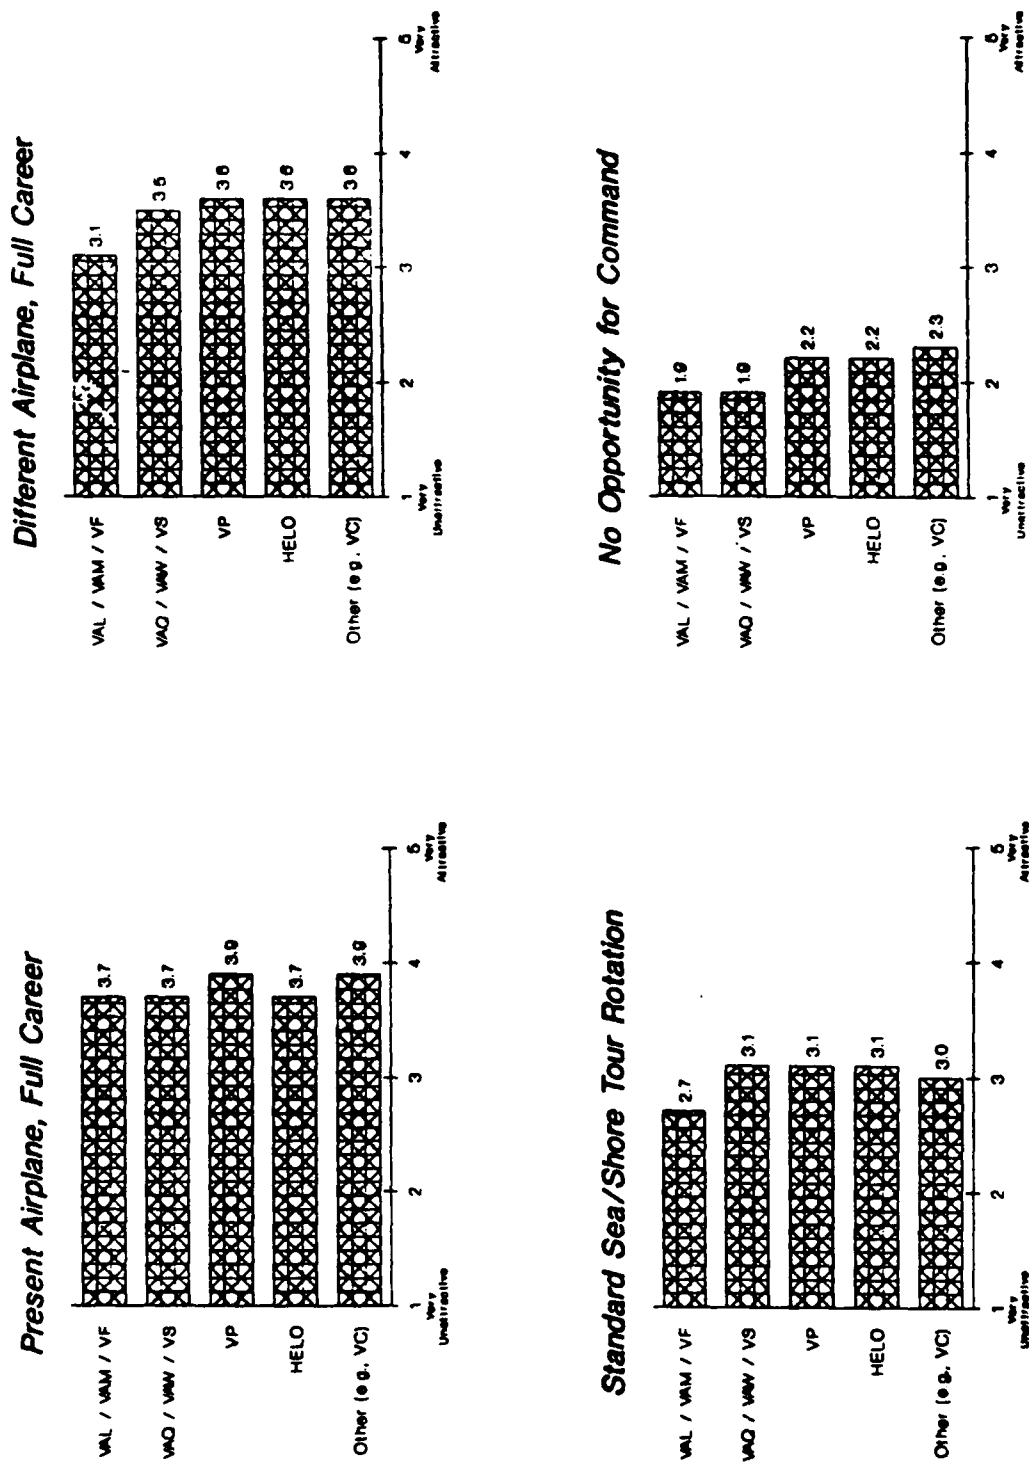 Present Airplane, Full Career
VAL / VAM / VF 3.7
VAQ / VAW / VS 3.7
VP 3.9
HELO 3.7
Other (e.g., VC) 3.9
1 2 3 4 5
Very Unattractive
Very Attractive
Different Airplane, Full Career
VAL / VAM / VF 3.1
VAQ / VAW / VS 3.5
VP 3.6
HELO 3.6
Other (e.g., VC) 3.6
1 2 3 4 5
Very Unattractive
Very Attractive
Standard Sea/Shore Tour Rotation
VAL / VAM / VF 2.7
VAQ / VAW / VS 3.1
VP 3.1
HELO 3.1
Other (e.g., VC) 3.0
1 2 3 4 5
Very Unattractive
Very Attractive
No Opportunity for Command
VAL / VAM / VF 1.9
VAQ / VAW / VS 1.9
VP 2.2
HELO 2.2
Other (e.g., VC) 2.3
1 2 3 4 5
Very Unattractive
Very Attractive